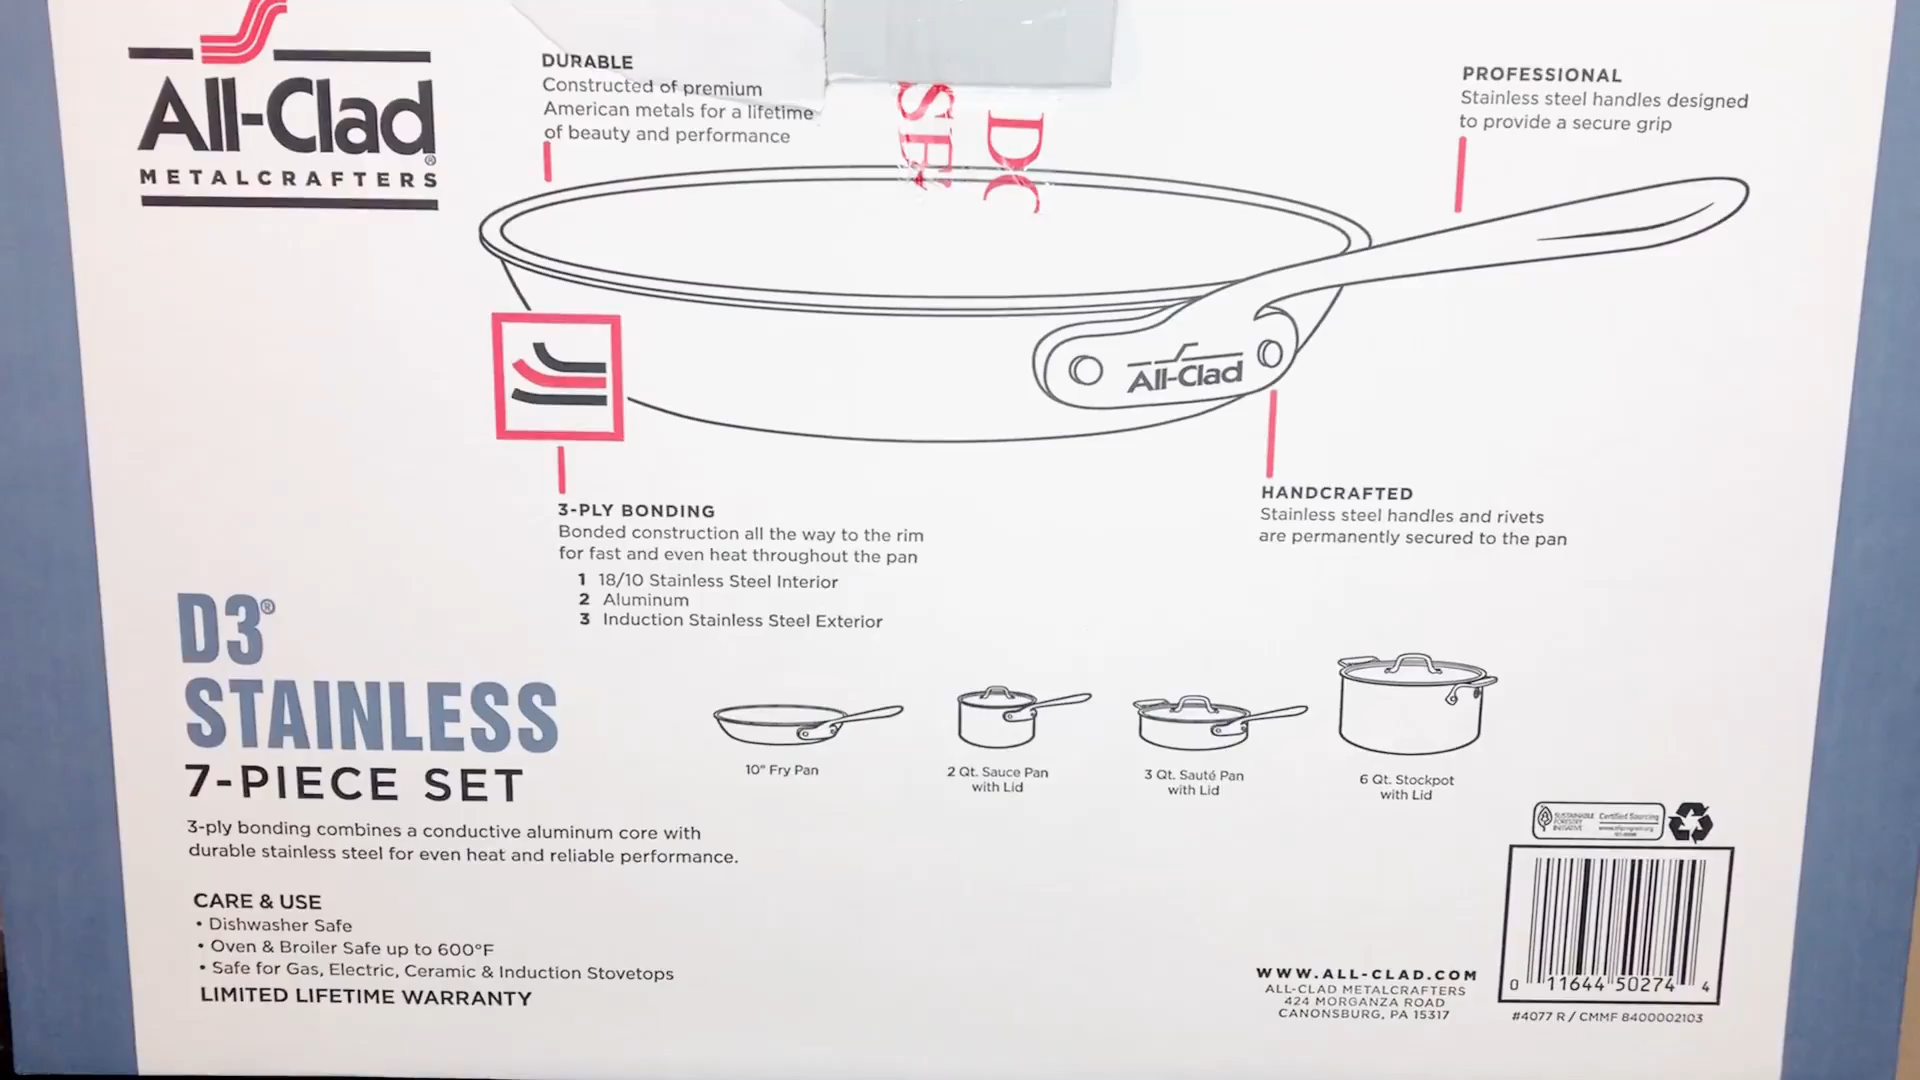 All-Clad®
METALCRAFTERS
DURABLE
Constructed of premium
American metals for a lifetime
of beauty and performance
SE
DC
PROFESSIONAL
Stainless steel handles designed
to provide a secure grip
All-Clad
3-PLY BONDING
Bonded construction all the way to the rim
for fast and even heat throughout the pan
1 18/10 Stainless Steel Interior
2 Aluminum
3 Induction Stainless Steel Exterior
HANDCRAFTED
Stainless steel handles and rivets
are permanently secured to the pan
D3®
STAINLESS
7-PIECE SET
3-ply bonding combines a conductive aluminum core with
durable stainless steel for even heat and reliable performance.
10" Fry Pan
2 Qt. Sauce Pan
with Lid
3 Qt. Sauté Pan
with Lid
6 Qt. Stockpot
with Lid
CARE & USE
• Dishwasher Safe
• Oven & Broiler Safe up to 600°F
• Safe for Gas, Electric, Ceramic & Induction Stovetops
LIMITED LIFETIME WARRANTY
SUSTAINABLE
FORESTRY
INITIATIVE
Certified Sourcing
WWW.ALL-CLAD.COM
ALL-CLAD METALCRAFTERS
424 MORGANZA ROAD
CANONSBURG, PA 15317
0 11644 50274 4
#4077 R / CMMF 8400002103